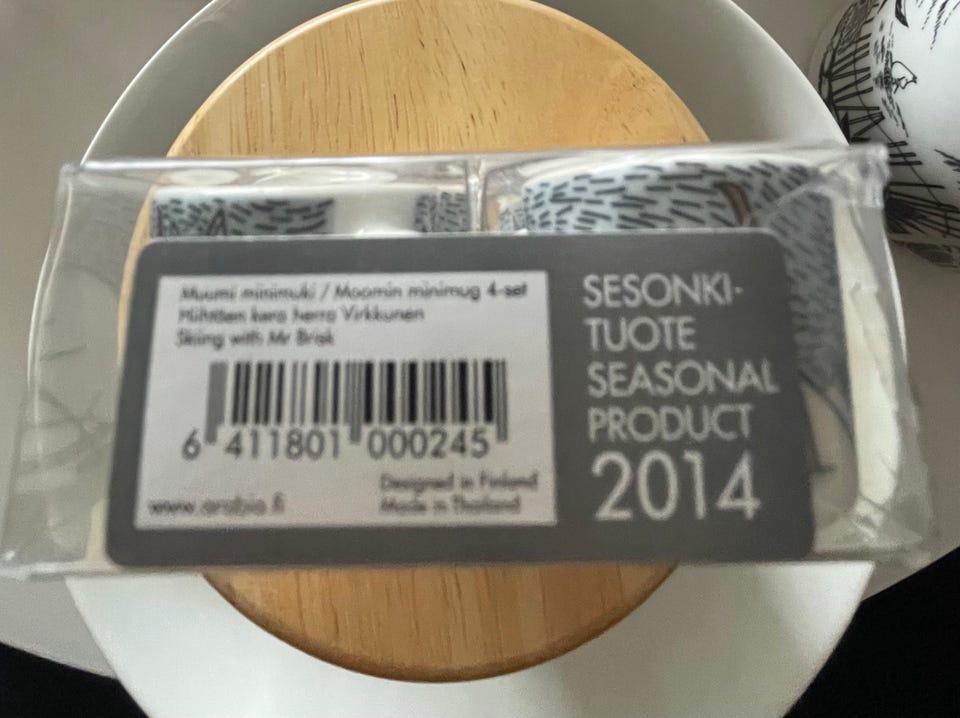 Muumi minimuki / Moomin minimug 4-set
Hiihtäen kera herra Virkkunen
Skiing with Mr Brisk
6 411801 000245
www.arabia.fi
Designed in Finland
Made in Thailand
SESONKI-
TUOTE
SEASONAL
PRODUCT
2014